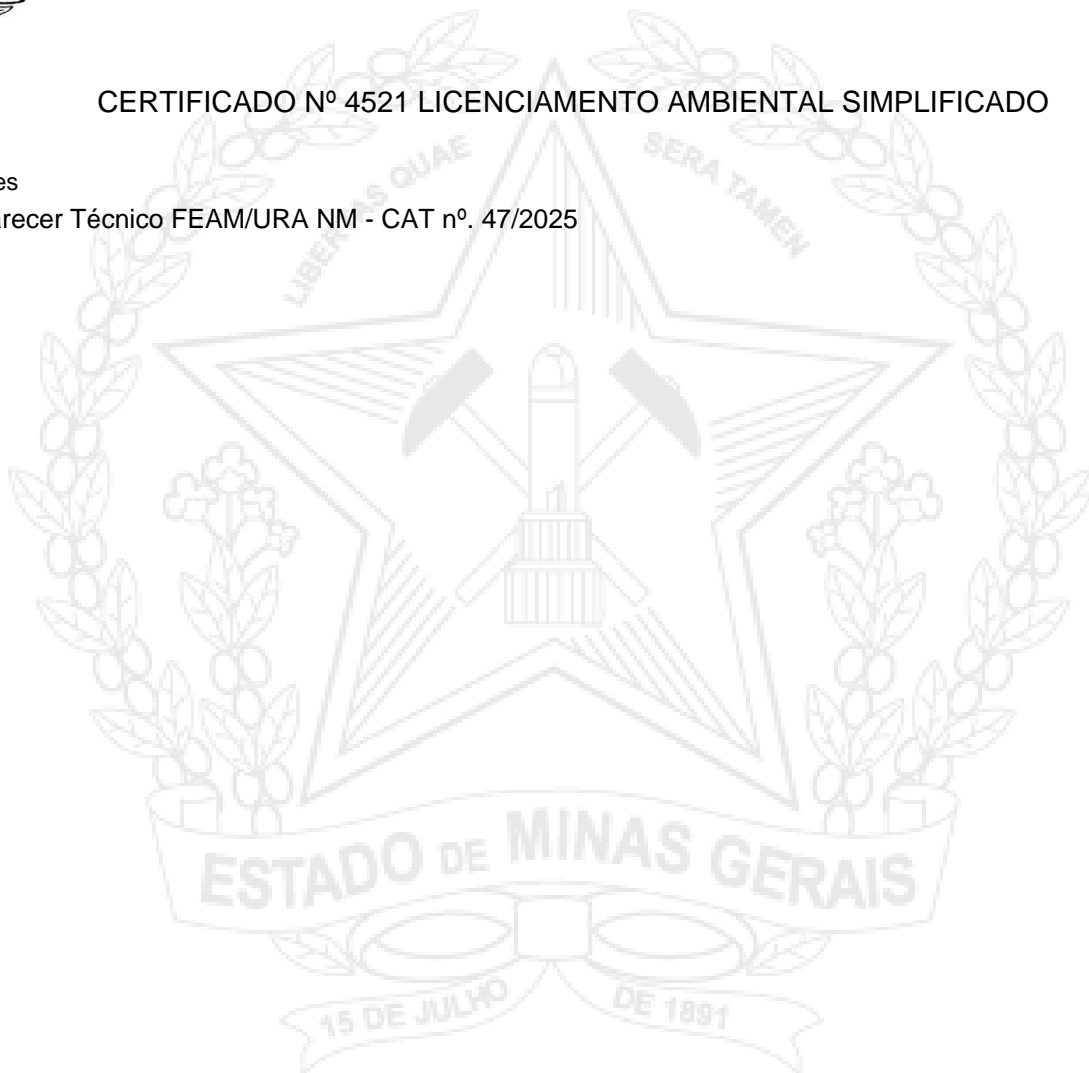 CERTIFICADO Nº 4521 LICENCIAMENTO AMBIENTAL SIMPLIFICADO
es
arecer Técnico FEAM/URA NM - CAT nº. 47/2025
LIBERTAS QUAE SERA TAMEN
ESTADO DE MINAS GERAIS
15 DE JULHO DE 1891